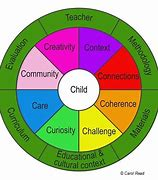 Teacher
Methodology
Materials
Educational &
cultural context
Curriculum
Evaluation
Creativity
Context
Connections
Coherence
Challenge
Curiosity
Care
Community
Child
© Carol Read